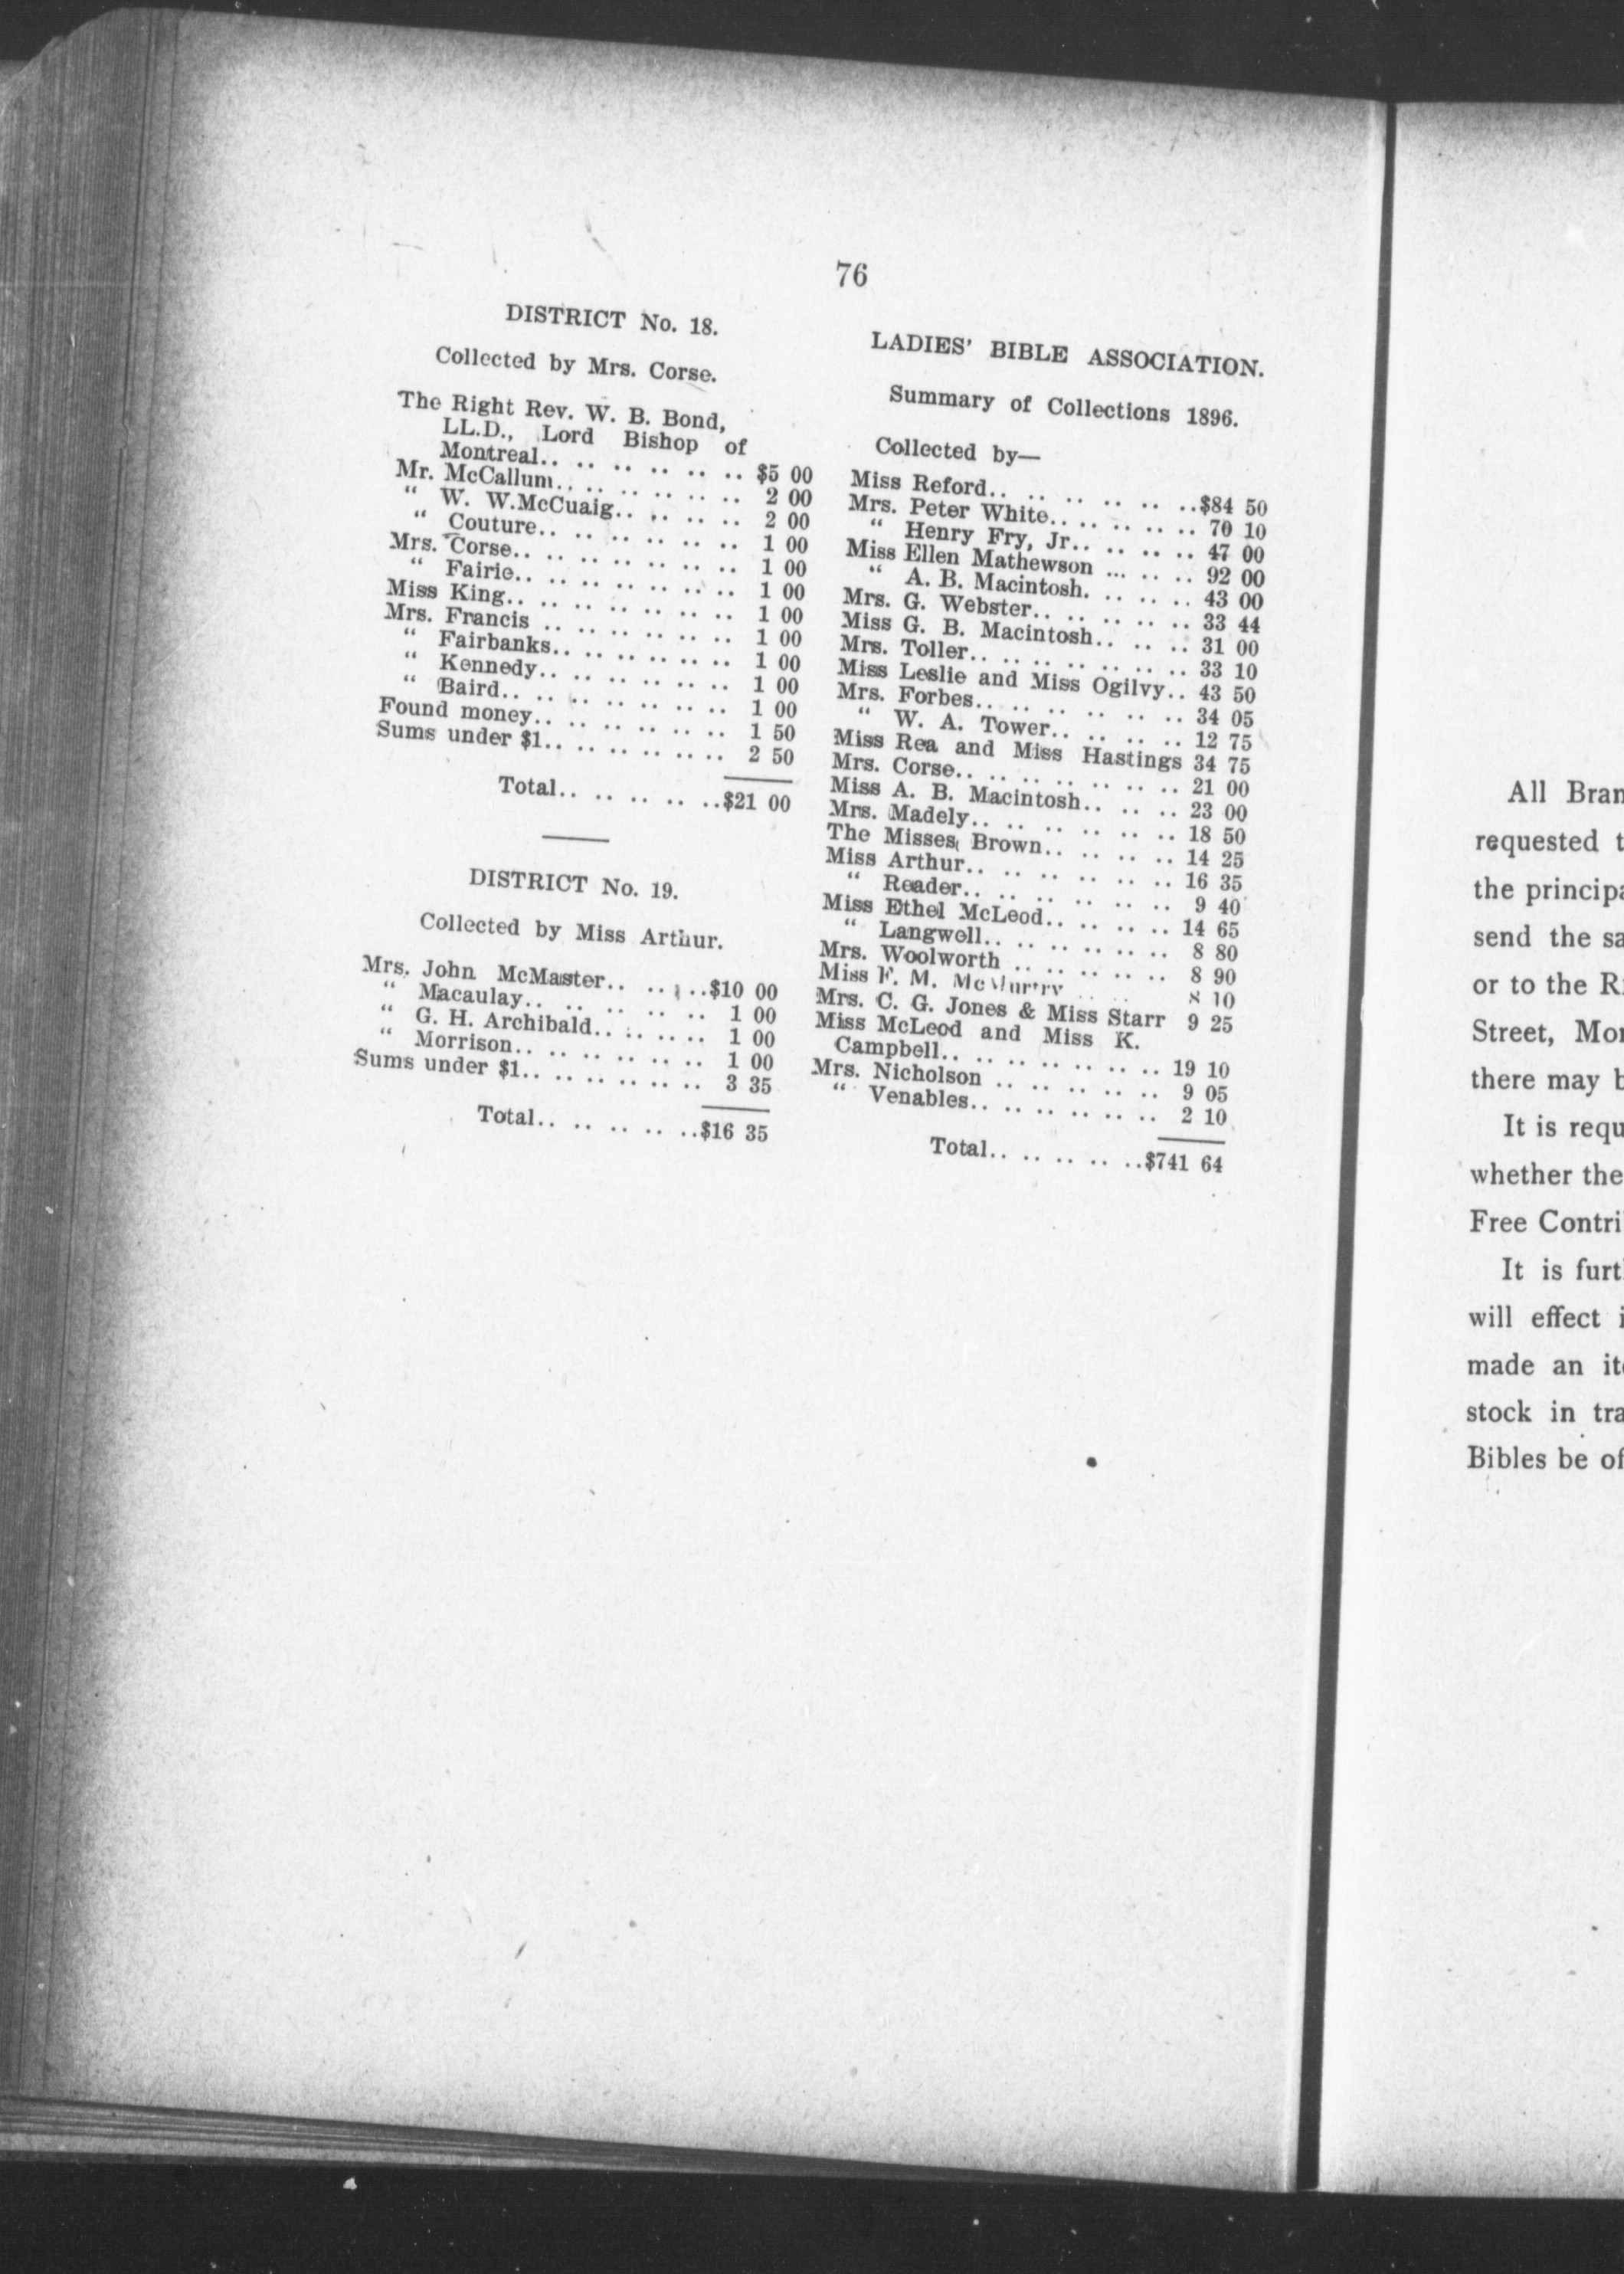 76
DISTRICT No. 18.
Collected by Mrs. Corse.
The Right Rev. W. B. Bond,
LL.D., Lord Bishop of
Montreal.. .. .. .. .. .. $5 00
Mr. McCallum.. .. .. .. .. .. 2 00
“ W. W. McCuaig.. .. .. .. 2 00
“ Couture.. .. .. .. .. .. 1 00
Mrs. Corse.. .. .. .. .. .. .. 1 00
“ Fairie.. .. .. .. .. .. .. 1 00
Miss King.. .. .. .. .. .. .. 1 00
Mrs. Francis .. .. .. .. .. .. 1 00
“ Fairbanks.. .. .. .. .. .. 1 00
“ Kennedy.. .. .. .. .. .. 1 00
“ Baird.. .. .. .. .. .. .. 1 00
Found money.. .. .. .. .. .. 1 50
Sums under $1.. .. .. .. .. .. 2 50
Total.. .. .. .. ..$21 00
DISTRICT No. 19.
Collected by Miss Arthur.
Mrs. John McMaster.. .. ..$10 00
“ Macaulay.. .. .. .. .. .. 1 00
“ G. H. Archibald.. .. .. .. 1 00
“ Morrison.. .. .. .. .. .. 1 00
Sums under $1.. .. .. .. .. .. 3 35
Total.. .. .. .. ..$16 35
LADIES’ BIBLE ASSOCIATION.
Summary of Collections 1896.
Collected by—
Miss Reford.. .. .. .. .. ..$84 50
Mrs. Peter White.. .. .. .. .. 70 10
“ Henry Fry, Jr.. .. .. .. 47 00
Miss Ellen Mathewson ... .. .. 92 00
“ A. B. Macintosh. .. .. .. 43 00
Mrs. G. Webster.. .. .. .. .. 33 44
Miss G. B. Macintosh.. .. .. 31 00
Mrs. Toller.. .. .. .. .. .. .. 33 10
Miss Leslie and Miss Ogilvy.. 43 50
Mrs. Forbes.. .. .. .. .. .. 34 05
“ W. A. Tower.. .. .. .. 12 75
Miss Rea and Miss Hastings 34 75
Mrs. Corse.. .. .. .. .. .. .. 21 00
Miss A. B. Macintosh.. .. .. 23 00
Mrs. Madely.. .. .. .. .. .. 18 50
The Misses Brown.. .. .. .. 14 25
Miss Arthur.. .. .. .. .. .. 16 35
“ Reader.. .. .. .. .. .. 9 40
Miss Ethel McLeod.. .. .. .. 14 65
“ Langwell.. .. .. .. .. .. 8 80
Mrs. Woolworth .. .. .. .. .. 8 90
Miss F. M. McMurtry .. .. 8 10
Mrs. C. G. Jones & Miss Starr 9 25
Miss McLeod and Miss K.
Campbell.. .. .. .. .. .. 19 10
Mrs. Nicholson .. .. .. .. .. 9 05
“ Venables.. .. .. .. .. .. 2 10
Total.. .. .. .. ..$741 64
All Bran
requested t
the principa
send the sa
or to the R
Street, Mo
there may b
It is requ
whether the
Free Contri
It is furt
will effect i
made an it
stock in tra
Bibles be of